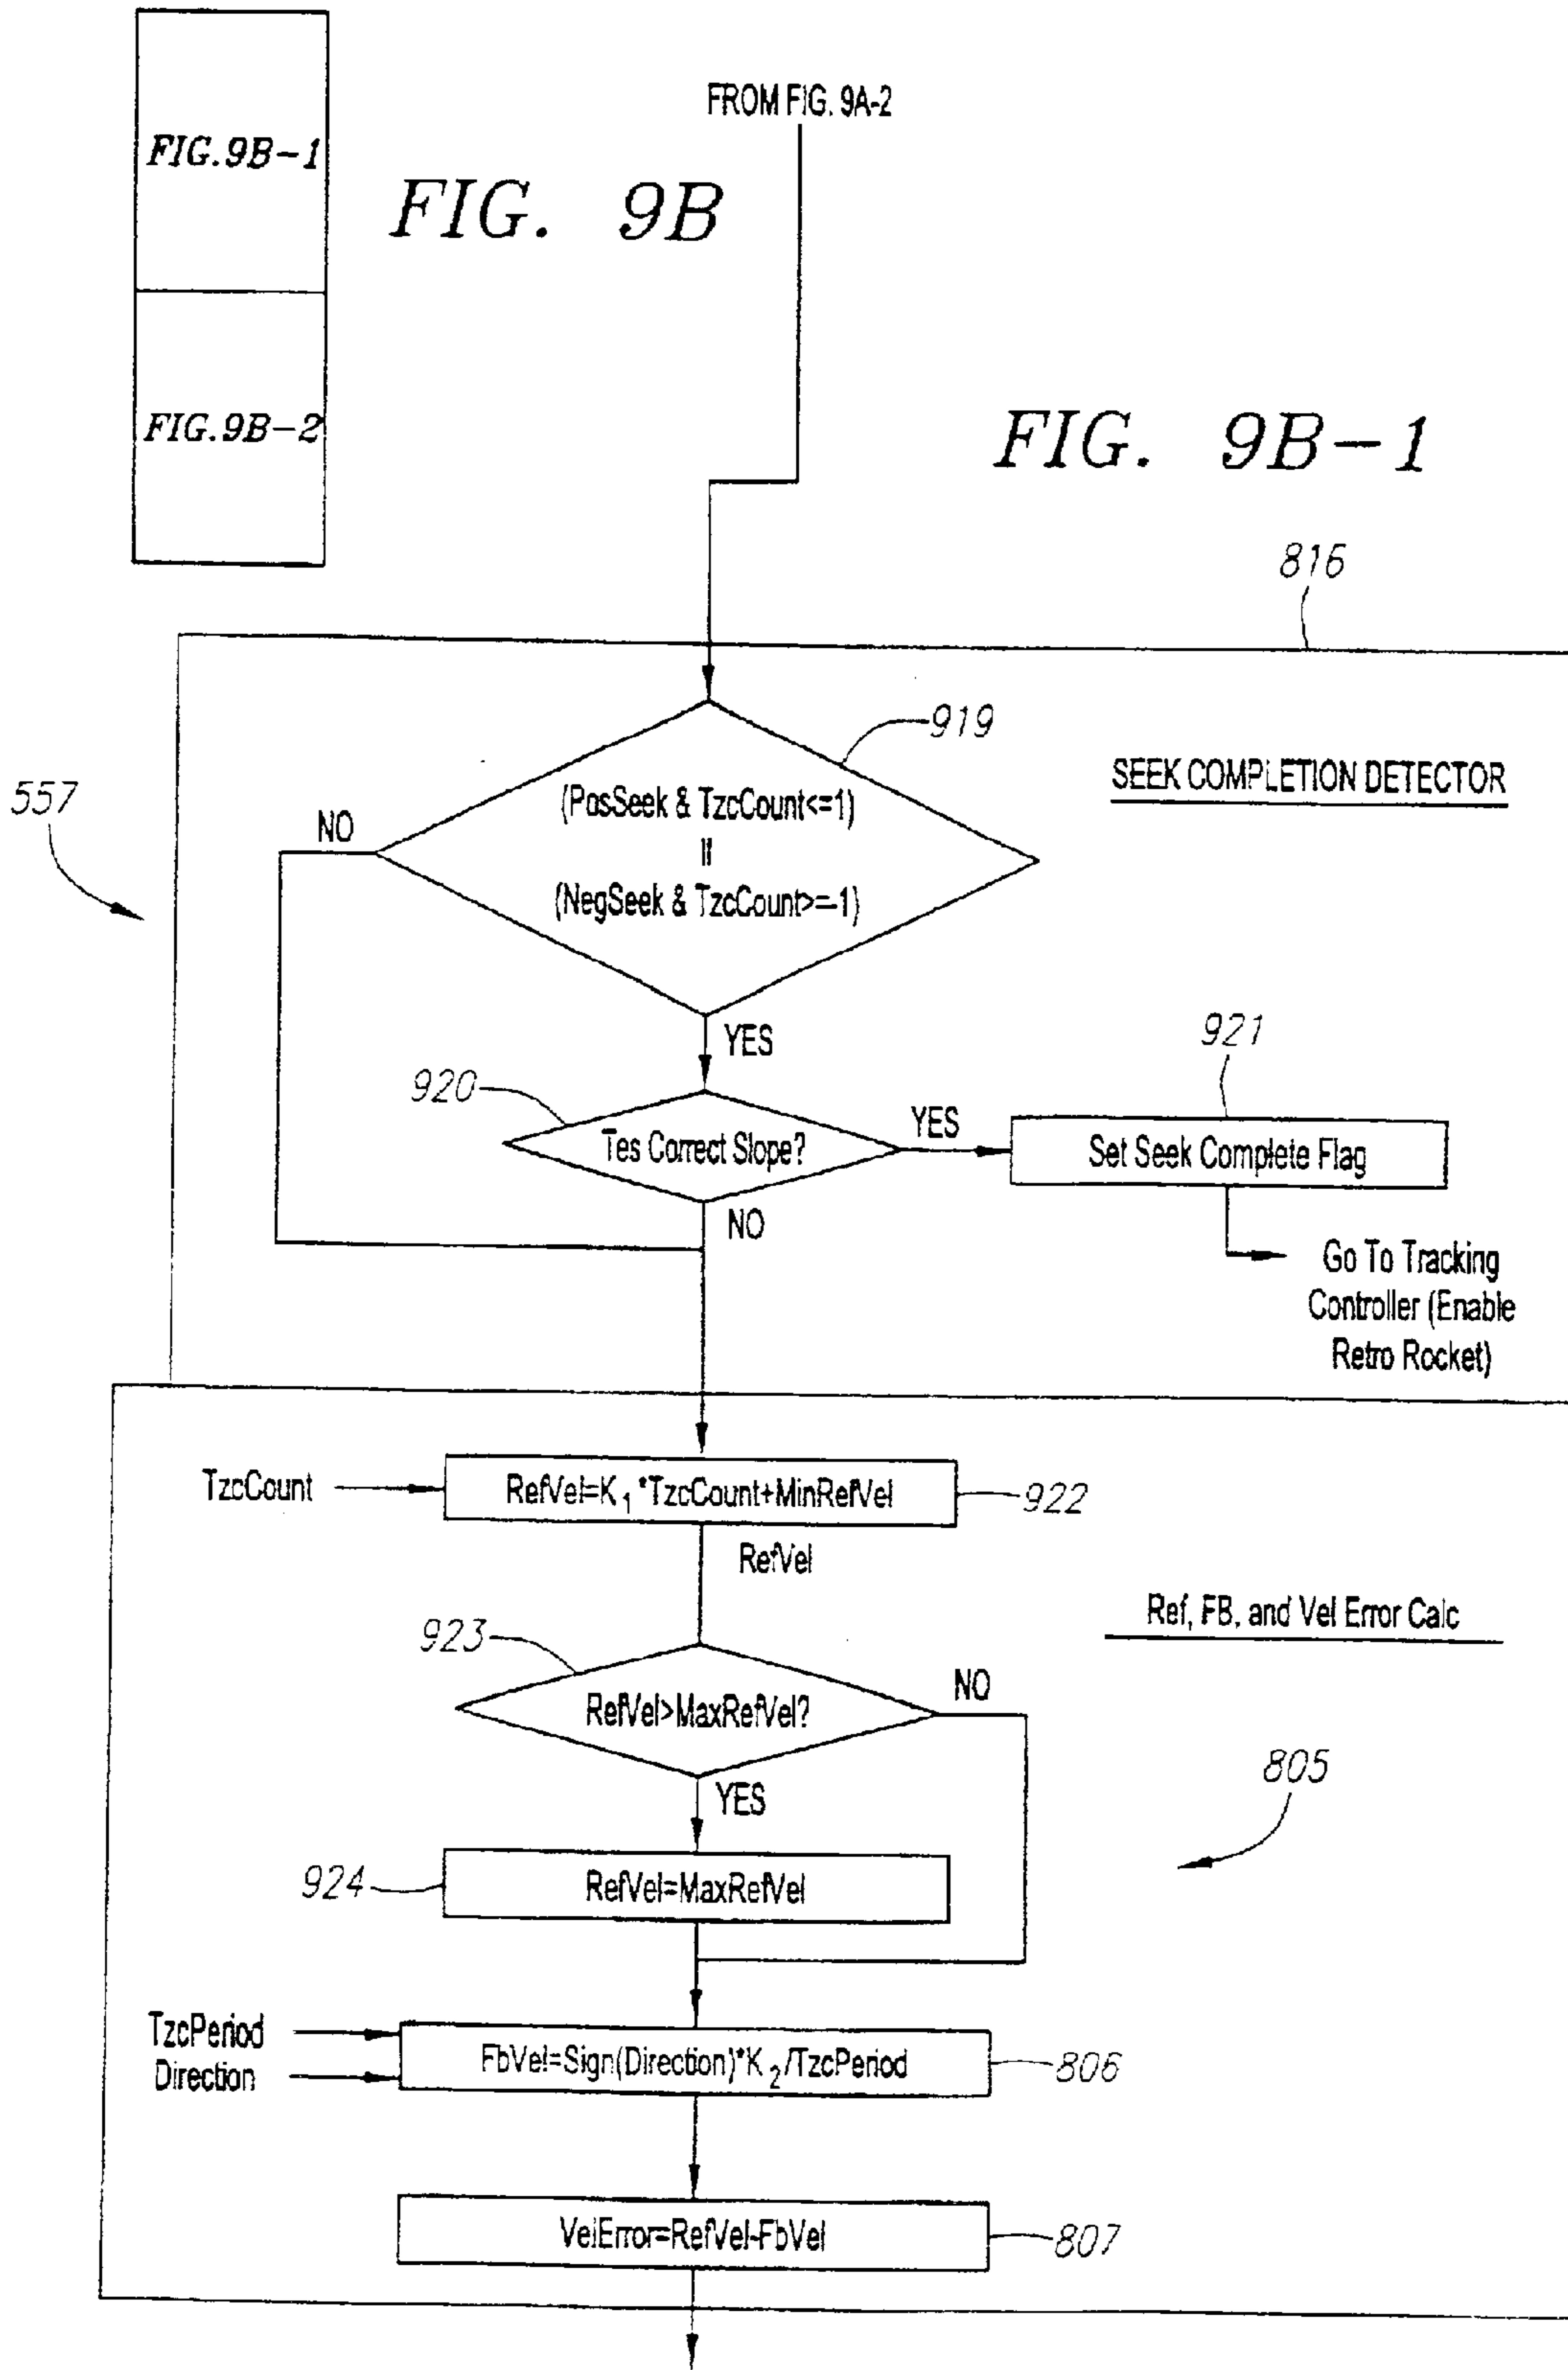 FROM FIG. 9A-2
FIG.9B-1
FIG. 9B
FIG.9B-2
FIG. 9B-1
816
919
SEEK COMPLETION DETECTOR
557
NO
(PosSeek & TzcCount<=1)
II
(NegSeek & TzcCount>=-1)
YES
921
920
Tes Correct Slope?
YES
Set Seek Complete Flag
NO
Go To Tracking
Controller (Enable
Retro Rocket)
TzcCount
RefVel=K1*TzcCount+MinRefVel
922
RefVel
Ref, FB, and Vel Error Calc
923
RefVel>MaxRefVel?
NO
YES
805
924
RefVel=MaxRefVel
TzcPeriod
Direction
FbVel=Sign(Direction)*K2/TzcPeriod
806
VelError=RefVel-FbVel
807